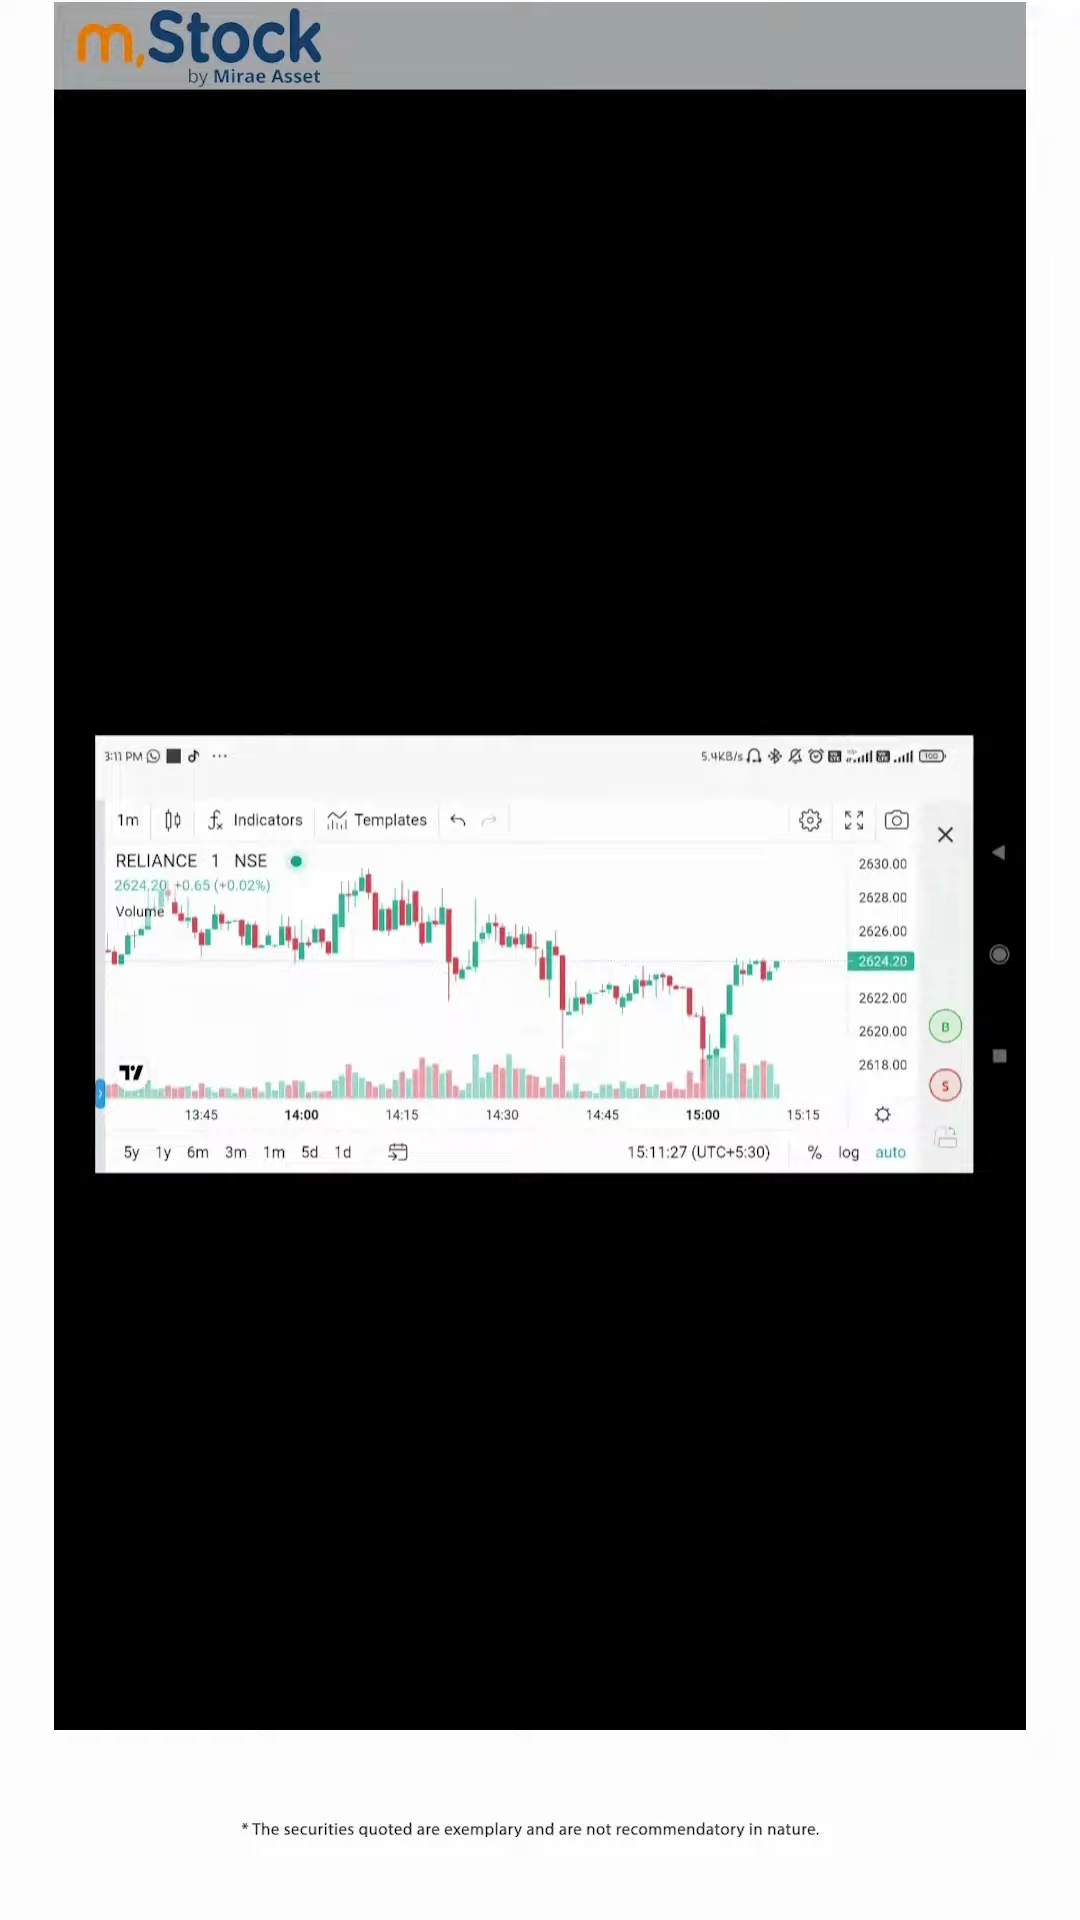 m.Stock
by Mirae Asset
3:11 PM ... 5.4KB/s 100
1m Indicators Templates
RELIANCE 1 NSE
2624.20 +0.65 (+0.02%)
Volume
2630.00
2628.00
2626.00
2624.20
2622.00
2620.00
2618.00
B
S
13:45 14:00 14:15 14:30 14:45 15:00 15:15
5y 1y 6m 3m 1m 5d 1d 15:11:27 (UTC+5:30) % log auto
* The securities quoted are exemplary and are not recommendatory in nature.